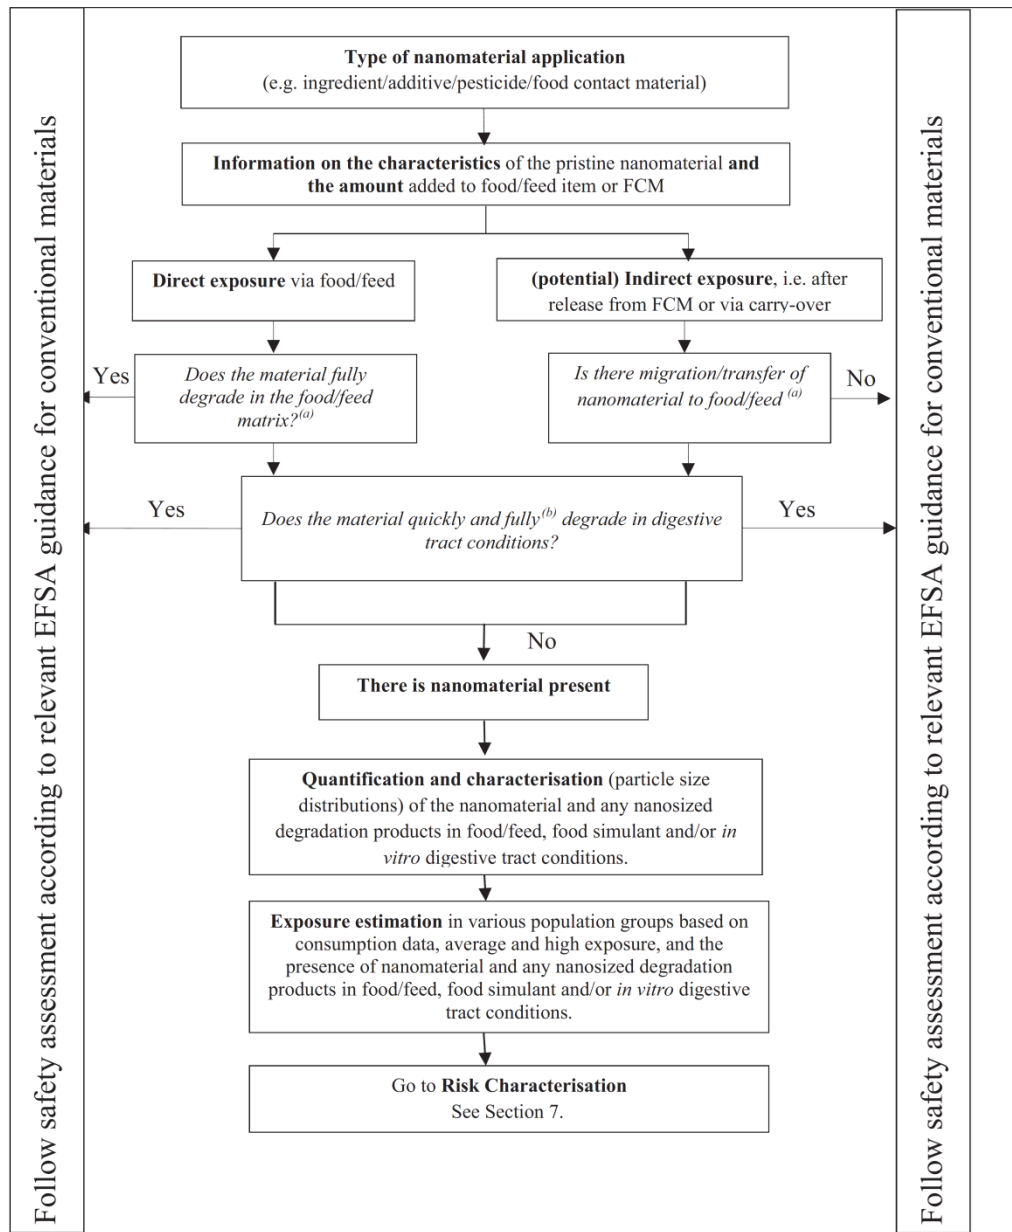 Follow safety assessment according to relevant EFSA guidance for conventional materials
Type of nanomaterial application
(e.g. ingredient/additive/pesticide/food contact material)
Information on the characteristics of the pristine nanomaterial and
the amount added to food/feed item or FCM
Direct exposure via food/feed
(potential) Indirect exposure, i.e. after
release from FCM or via carry-over
Yes
Does the material fully
degrade in the food/feed
matrix?(a)
Is there migration/transfer of
nanomaterial to food/feed (a)
No
Yes
Does the material quickly and fully(b) degrade in digestive
tract conditions?
Yes
No
There is nanomaterial present
Quantification and characterisation (particle size
distributions) of the nanomaterial and any nanosized
degradation products in food/feed, food simulant and/or in
vitro digestive tract conditions.
Exposure estimation in various population groups based on
consumption data, average and high exposure, and the
presence of nanomaterial and any nanosized degradation
products in food/feed, food simulant and/or in vitro digestive
tract conditions.
Go to Risk Characterisation
See Section 7.
Follow safety assessment according to relevant EFSA guidance for conventional materials